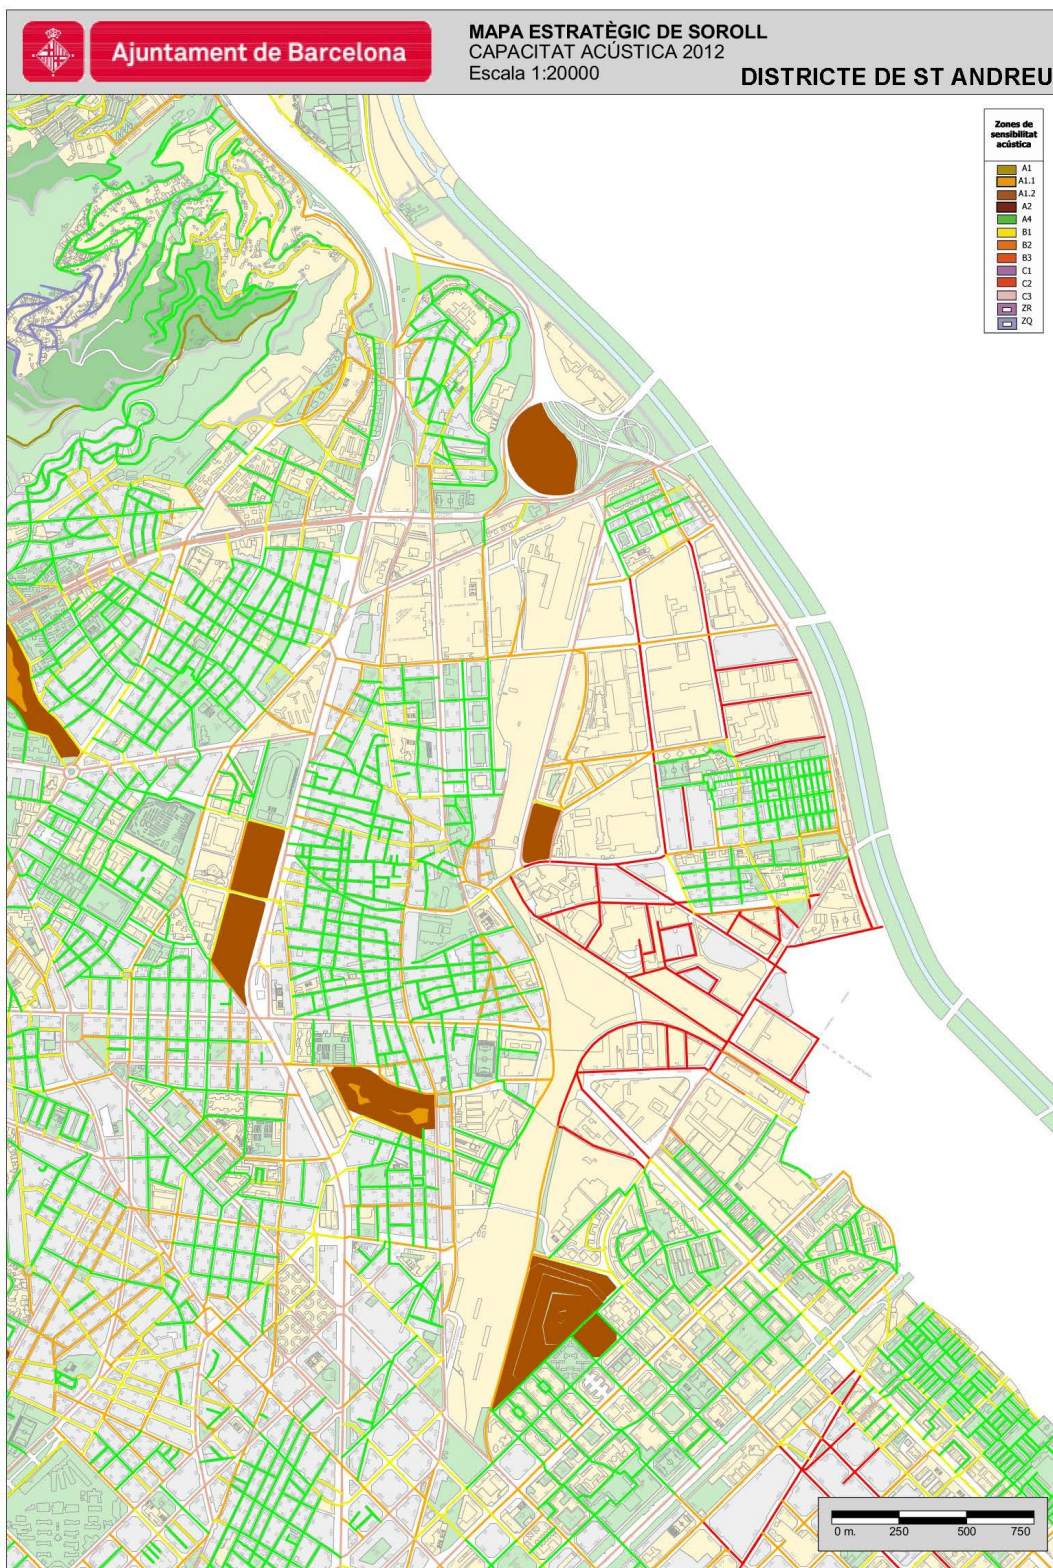 Ajuntament de Barcelona
MAPA ESTRATÈGIC DE SOROLL
CAPACITAT ACÚSTICA 2012
Escala 1:20000
DISTRICTE DE ST ANDREU
Zones de
sensibilitat
acústica
A1
A1.1
A1.2
A2
A4
B1
B2
B3
C1
C2
C3
ZR
ZQ
0 m.
250
500
750